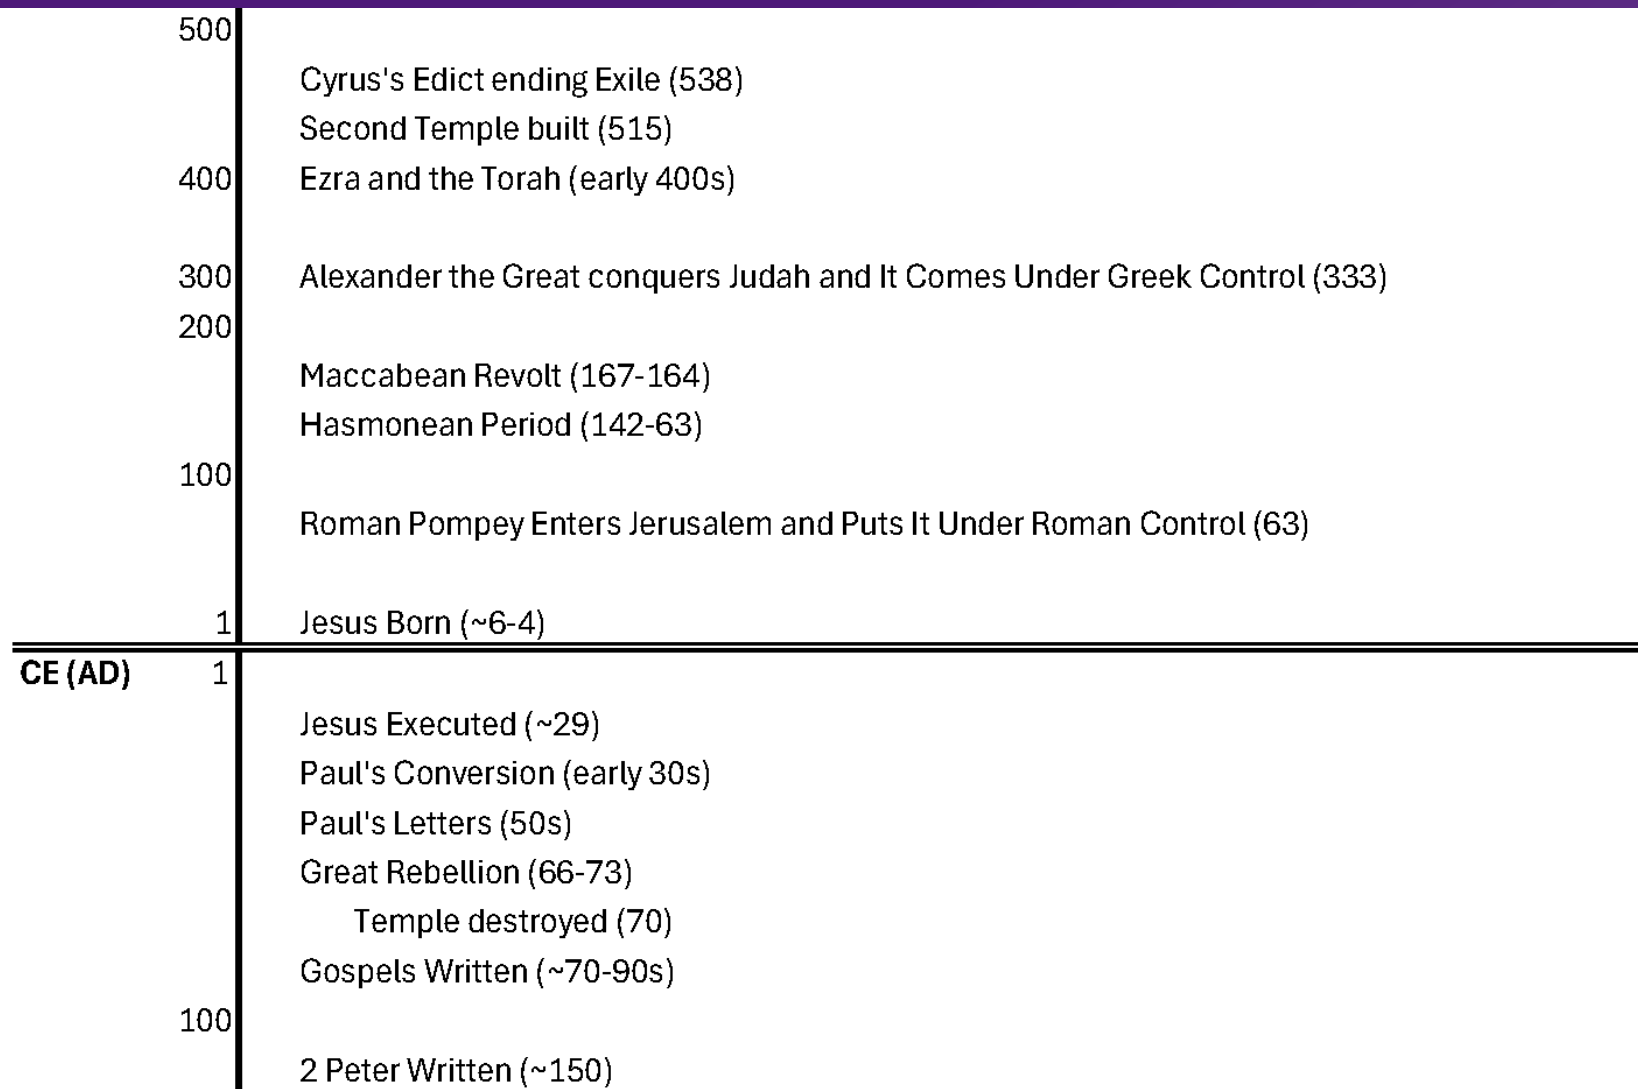 500
Cyrus's Edict ending Exile (538)
Second Temple built (515)
400 Ezra and the Torah (early 400s)
300 Alexander the Great conquers Judah and It Comes Under Greek Control (333)
200
Maccabean Revolt (167-164)
Hasmonean Period (142-63)
100
Roman Pompey Enters Jerusalem and Puts It Under Roman Control (63)
1 Jesus Born (~6-4)
CE (AD) 1
Jesus Executed (~29)
Paul's Conversion (early 30s)
Paul's Letters (50s)
Great Rebellion (66-73)
Temple destroyed (70)
Gospels Written (~70-90s)
100
2 Peter Written (~150)